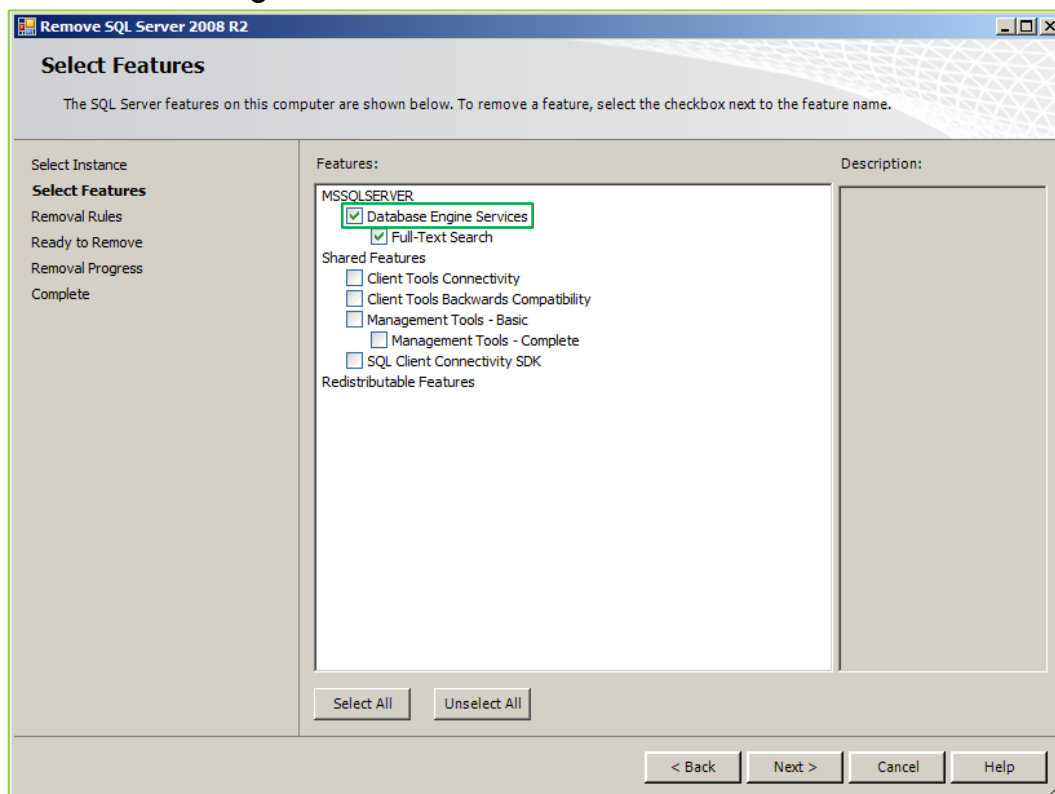 Remove SQL Server 2008 R2
Select Features
The SQL Server features on this computer are shown below. To remove a feature, select the checkbox next to the feature name.
Select Instance
Select Features
Removal Rules
Ready to Remove
Removal Progress
Complete
Features:
MSSQLSERVER
Database Engine Services
Full-Text Search
Shared Features
Client Tools Connectivity
Client Tools Backwards Compatibility
Management Tools - Basic
Management Tools - Complete
SQL Client Connectivity SDK
Redistributable Features
Description:
Select All
Unselect All
< Back
Next >
Cancel
Help